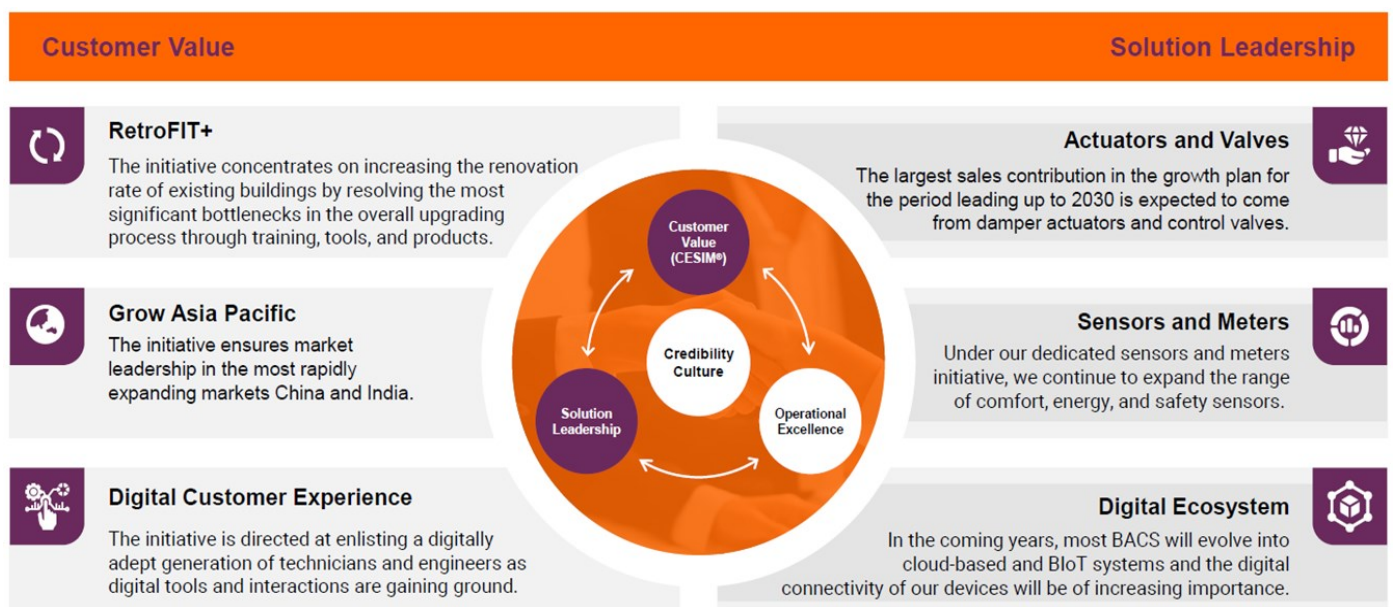 Customer Value
Solution Leadership
RetroFIT+
The initiative concentrates on increasing the renovation
rate of existing buildings by resolving the most
significant bottlenecks in the overall upgrading
process through training, tools, and products.
Grow Asia Pacific
The initiative ensures market
leadership in the most rapidly
expanding markets China and India.
Digital Customer Experience
The initiative is directed at enlisting a digitally
adept generation of technicians and engineers as
digital tools and interactions are gaining ground.
Customer
Value
(CESIM®)
Credibility
Culture
Solution
Leadership
Operational
Excellence
Actuators and Valves
The largest sales contribution in the growth plan for
the period leading up to 2030 is expected to come
from damper actuators and control valves.
Sensors and Meters
Under our dedicated sensors and meters
initiative, we continue to expand the range
of comfort, energy, and safety sensors.
Digital Ecosystem
In the coming years, most BACS will evolve into
cloud-based and BIoT systems and the digital
connectivity of our devices will be of increasing importance.